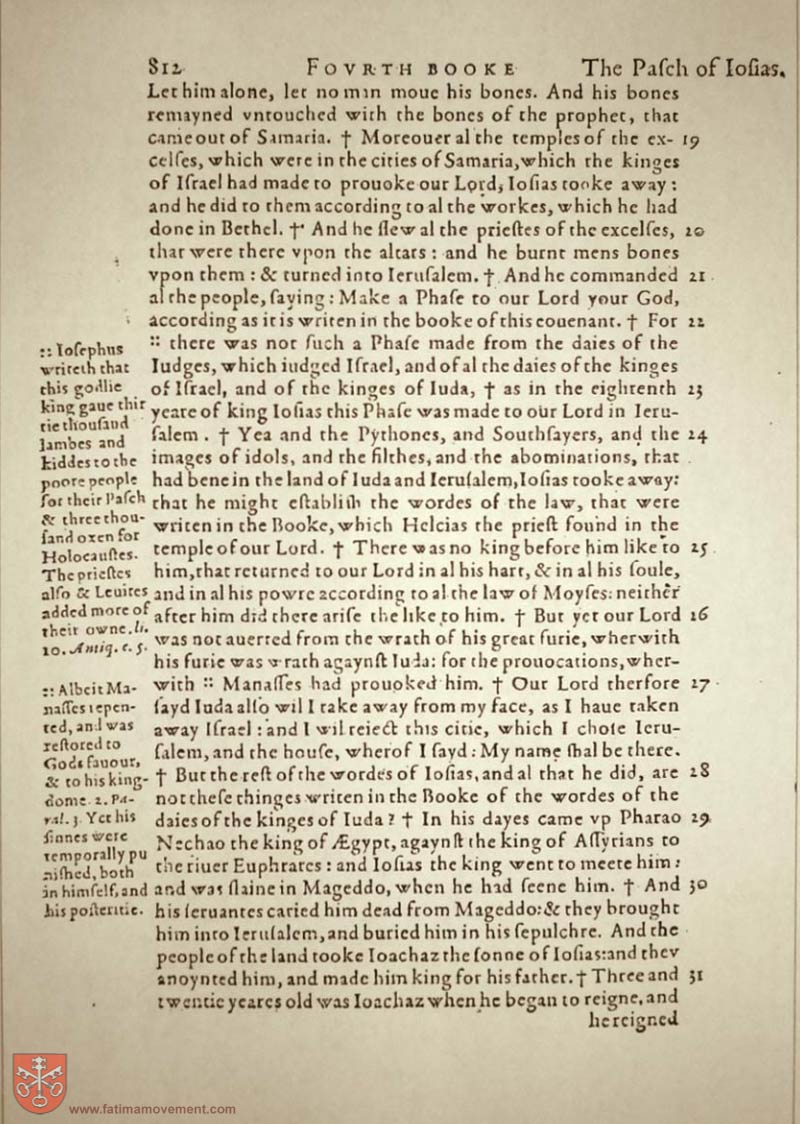 812 FOVRTH BOOKE The Paſch of Ioſias.
Let him alone, let no man moue his bones. And his bones
remayned vntouched with the bones of the prophet, that
came out of Samaria. † Moreouer al the temples of the ex- 19
celſes, which were in the cities of Samaria, which the kinges
of Iſrael had made to prouoke our Lord, Ioſias tooke away:
and he did to them according to al the workes, which he had
done in Bethel. † And he ſlew al the prieſtes of the excelſes, 20
that were there vpon the altars: and he burnt mens bones
vpon them: & turned into Ieruſalem. † And he commanded 21
al the people, ſaying: Make a Phaſe to our Lord your God,
according as it is writen in the booke of this couenant. † For 22
:: there was not ſuch a Phaſe made from the daies of the
Iudges, which iudged Iſrael, and of al the daies of the kinges
of Iſrael, and of the kinges of Iuda, † as in the eightenth 23
yeare of king Ioſias this Phaſe was made to our Lord in Ieru-
ſalem. † Yea and the Pythones, and Southſayers, and the 24
images of idols, and the filthes, and the abominations, that
had bene in the land of Iuda and Ieruſalem, Ioſias tooke away:
that he might eſtabliſh the wordes of the law, that were
writen in the Booke, which Helcias the prieſt found in the
temple of our Lord. † There was no king before him like to 25
him, that returned to our Lord in al his hart, & in al his ſoule,
and in al his powre according to al the law of Moyſes: neither
after him did there ariſe the like to him. † But yet our Lord 16
was not auerted from the wrath of his great furie, wherwith
his furie was wrath agaynſt Iuda: for the prouocations, wher-
with :: Manaſſes had prouoked him. † Our Lord therfore 27
ſayd Iuda alſo wil I take away from my face, as I haue taken
away Iſrael: and I wil reiect this citie, which I choſe Ieru-
ſalem, and the houſe, wherof I ſayd: My name ſhal be there.
† But the reſt of the wordes of Ioſias, and al that he did, are 28
not theſe thinges writen in the Booke of the wordes of the
daies of the kinges of Iuda? † In his dayes came vp Pharao 29
Nechao the king of Ægypt, agaynſt the king of Aſſyrians to
the riuer Euphrates: and Ioſias the king went to meete him:
and was ſlaine in Mageddo, when he had ſeene him. † And 30
his ſeruantes caried him dead from Mageddo: & they brought
him into Ieruſalem, and buried him in his ſepulchre. And the
people of the land tooke Ioachaz the ſonne of Ioſias: and they
anoynted him, and made him king for his father. † Three and 31
twentie yeares old was Ioachaz when he began to reigne, and
he reigned
:: Ioſephus
writeth that
this godlie
king gaue thir
tie thouſand
lambes and
kiddes to the
poore people
for their Paſch
& three thou-
ſand oxen for
Holocauſtes.
The prieſtes
alſo & Leuites
added more of
their owne. li.
10. Antiq. c. 5.
:: Albeit Ma-
naſſes repen-
ted, and was
reſtored to
Gods fauour,
& to his king-
dome. 2. Pa-
ral. 3. Yet his
ſinnes were
temporally pu
niſhed, both
in himſelf, and
his poſteritie.
www.fatimamovement.com